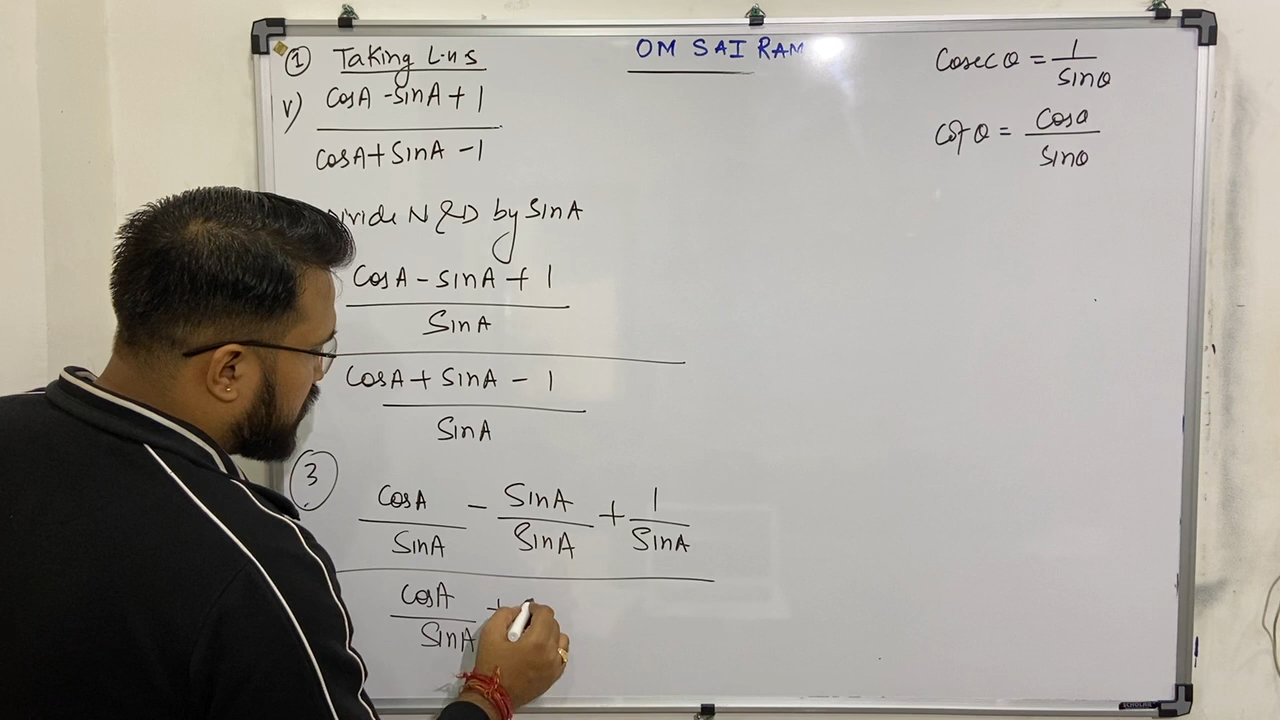 OM SAI RAM
① Taking L.H.S
v) CosA - SinA + 1
CosA + SinA - 1
N & D by SinA
CosA - SinA + 1
SinA
CosA + SinA - 1
SinA
③
CosA/SinA - SinA/SinA + 1/SinA
CosA/SinA +
Cosec θ = 1/Sinθ
Cot θ = Cosθ/Sinθ
SCHOLAR